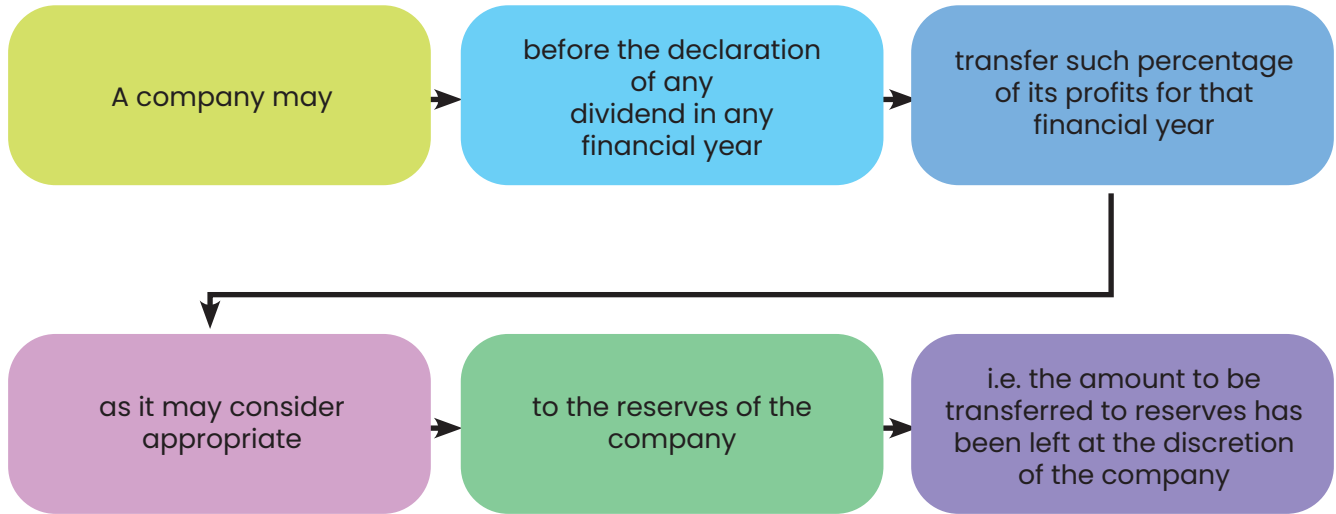 A company may
before the declaration
of any
dividend in any
financial year
transfer such percentage
of its profits for that
financial year
as it may consider
appropriate
to the reserves of the
company
i.e. the amount to be
transferred to reserves has
been left at the discretion
of the company